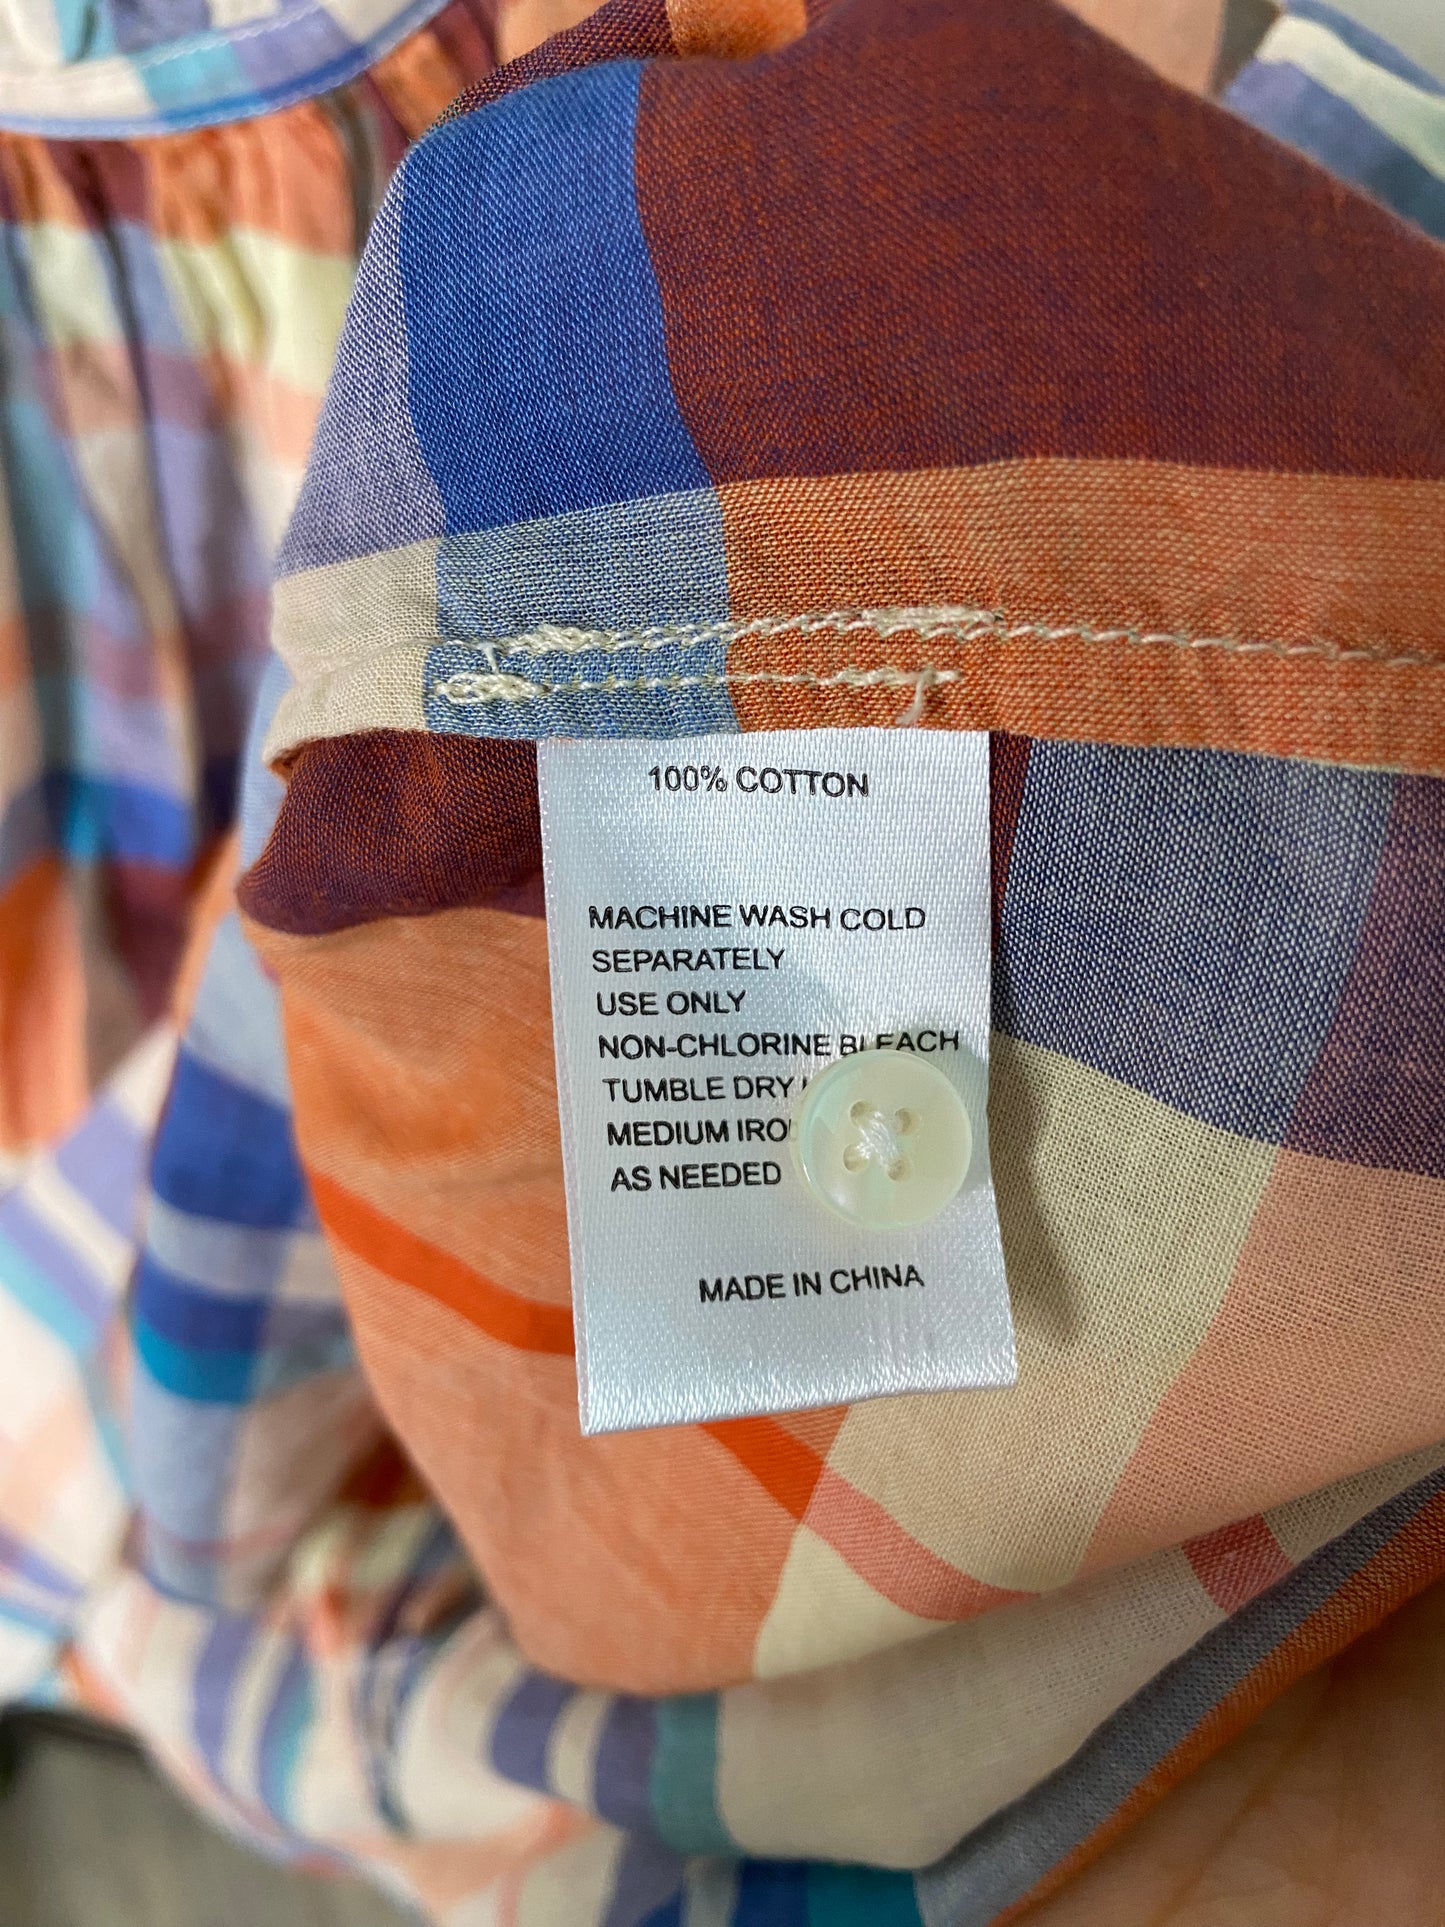 100% COTTON
MACHINE WASH COLD
SEPARATELY
USE ONLY
NON-CHLORINE BLEACH
TUMBLE DRY
MEDIUM IRON
AS NEEDED
MADE IN CHINA